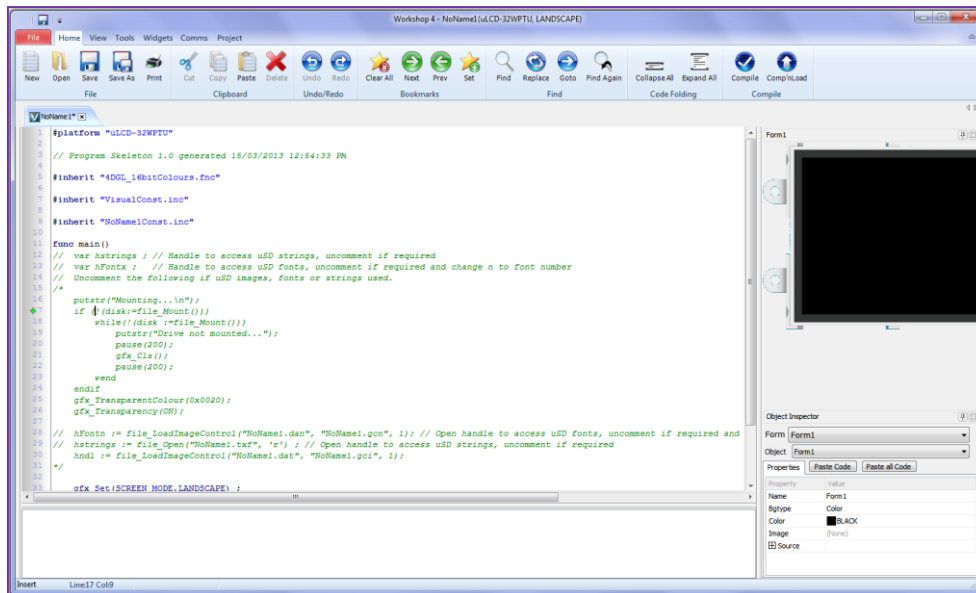 Workshop 4 - NoName1(uLCD-32WPTU, LANDSCAPE)
File Home View Tools Widgets Comms Project
New Open Save Save As Print Cut Copy Paste Delete Undo Redo Clear All Next Prev Set Find Replace Goto Find Again Collapse All Expand All Compile Comp'nLoad
File Clipboard Undo/Redo Bookmarks Find Code Folding Compile
NoName1*
Form1
1 #platform "uLCD-32WPTU"
2
3 // Program Skeleton 1.0 generated 15/03/2013 12:54:33 PM
4
5 #inherit "4DGL_16bitColours.fnc"
6
7 #inherit "VisualConst.inc"
8
9 #inherit "NoName1Const.inc"
10
11 func main()
12 // var hstrings ; // Handle to access uSD strings, uncomment if required
13 // var hFontx ; // Handle to access uSD fonts, uncomment if required and change n to font number
14 // Uncomment the following if uSD images, fonts or strings used.
15 /*
16 putstr("Mounting...\n");
17 if (!(disk:=file_Mount()))
18 while(!(disk :=file_Mount()))
19 putstr("Drive not mounted...");
20 pause(200);
21 gfx_Cls();
22 pause(200);
23 wend
24 endif
25 gfx_TransparentColour(0x0020);
26 gfx_Transparency(ON);
27
28 // hFontn := file_LoadImageControl("NoName1.dan", "NoName1.gcn", 1); // Open handle to access uSD fonts, uncomment if required and
29 // hstrings := file_Open("NoName1.txf", 'r') ; // Open handle to access uSD strings, uncomment if required
30 hndl := file_LoadImageControl("NoName1.dat", "NoName1.gci", 1);
31 */
32
33 gfx_Set(SCREEN_MODE,LANDSCAPE) ;
Object Inspector
Form Form1
Object Form1
Properties Paste Code Paste all Code
Property Value
Name Form1
Bgtype Color
Color BLACK
Image (None)
Source
Insert Line:17 Col:9